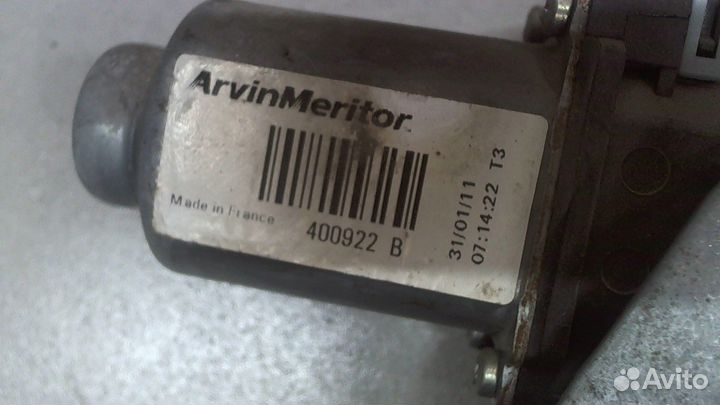 ArvinMeritor
Made in France
400922 B
31/01/11
07:14:22 T3
Avito